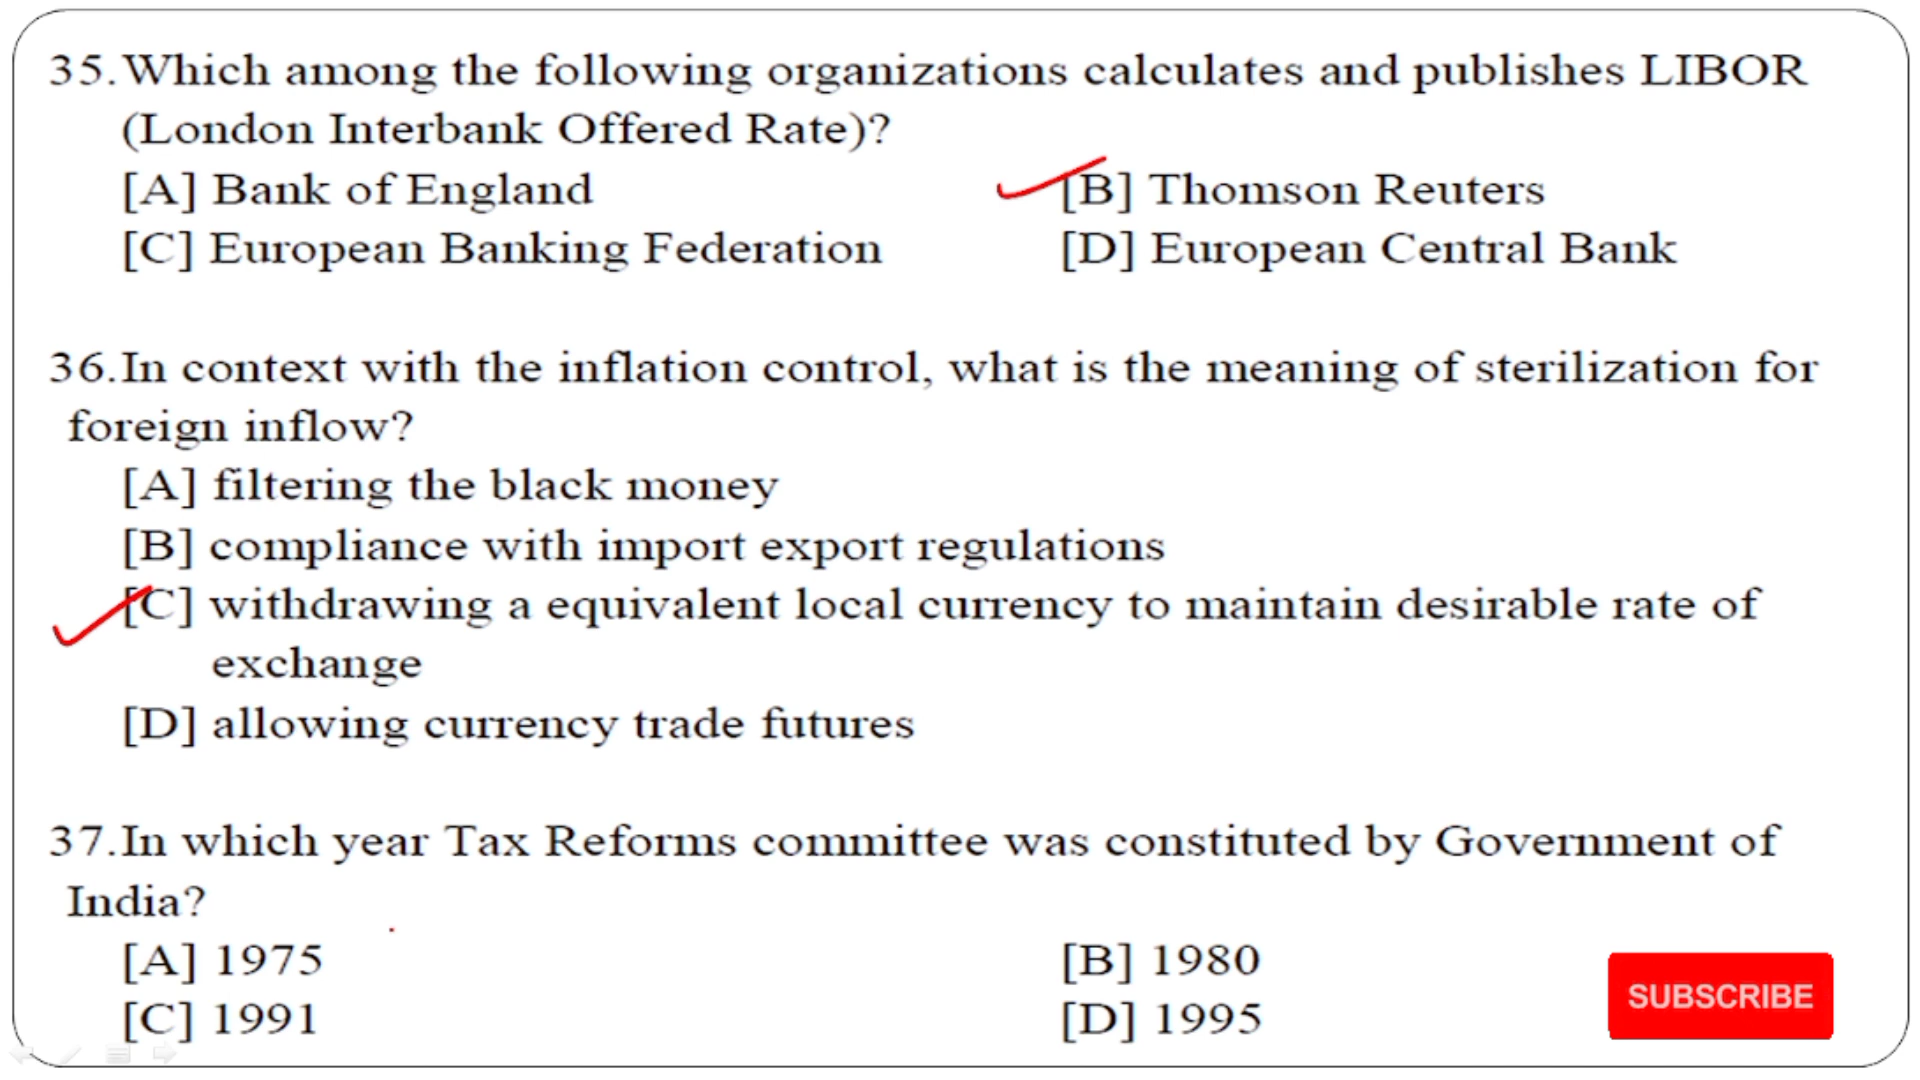 35. Which among the following organizations calculates and publishes LIBOR
(London Interbank Offered Rate)?
[A] Bank of England [B] Thomson Reuters
[C] European Banking Federation [D] European Central Bank
36. In context with the inflation control, what is the meaning of sterilization for
foreign inflow?
[A] filtering the black money
[B] compliance with import export regulations
[C] withdrawing a equivalent local currency to maintain desirable rate of
exchange
[D] allowing currency trade futures
37. In which year Tax Reforms committee was constituted by Government of
India?
[A] 1975 [B] 1980
[C] 1991 [D] 1995
SUBSCRIBE